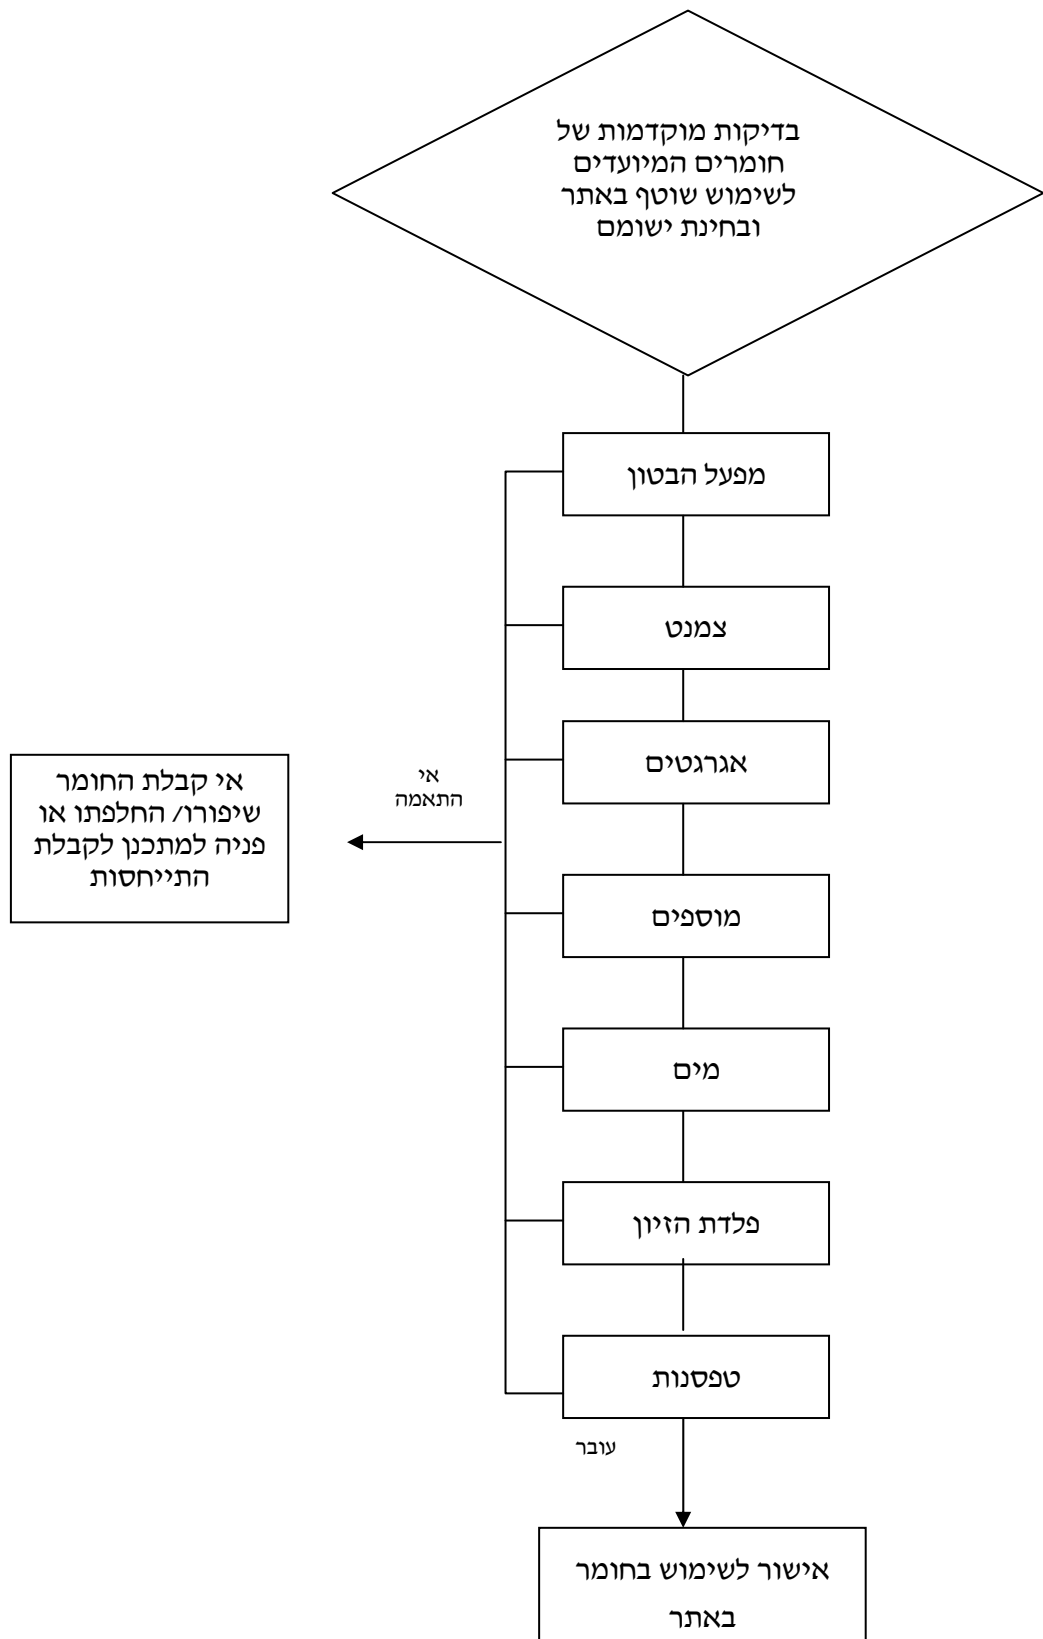 בדיקות מוקדמות של
חומרים המיועדים
לשימוש שוטף באתר
ובחינת ישומם
מפעל הבטון
צמנט
אגרגטים
אי
התאמה
אי קבלת החומר
שיפורו/ החלפתו או
פניה למתכנן לקבלת
התייחסות
מוספים
מים
פלדת הזיון
טפסנות
עובר
אישור לשימוש בחומר
באתר